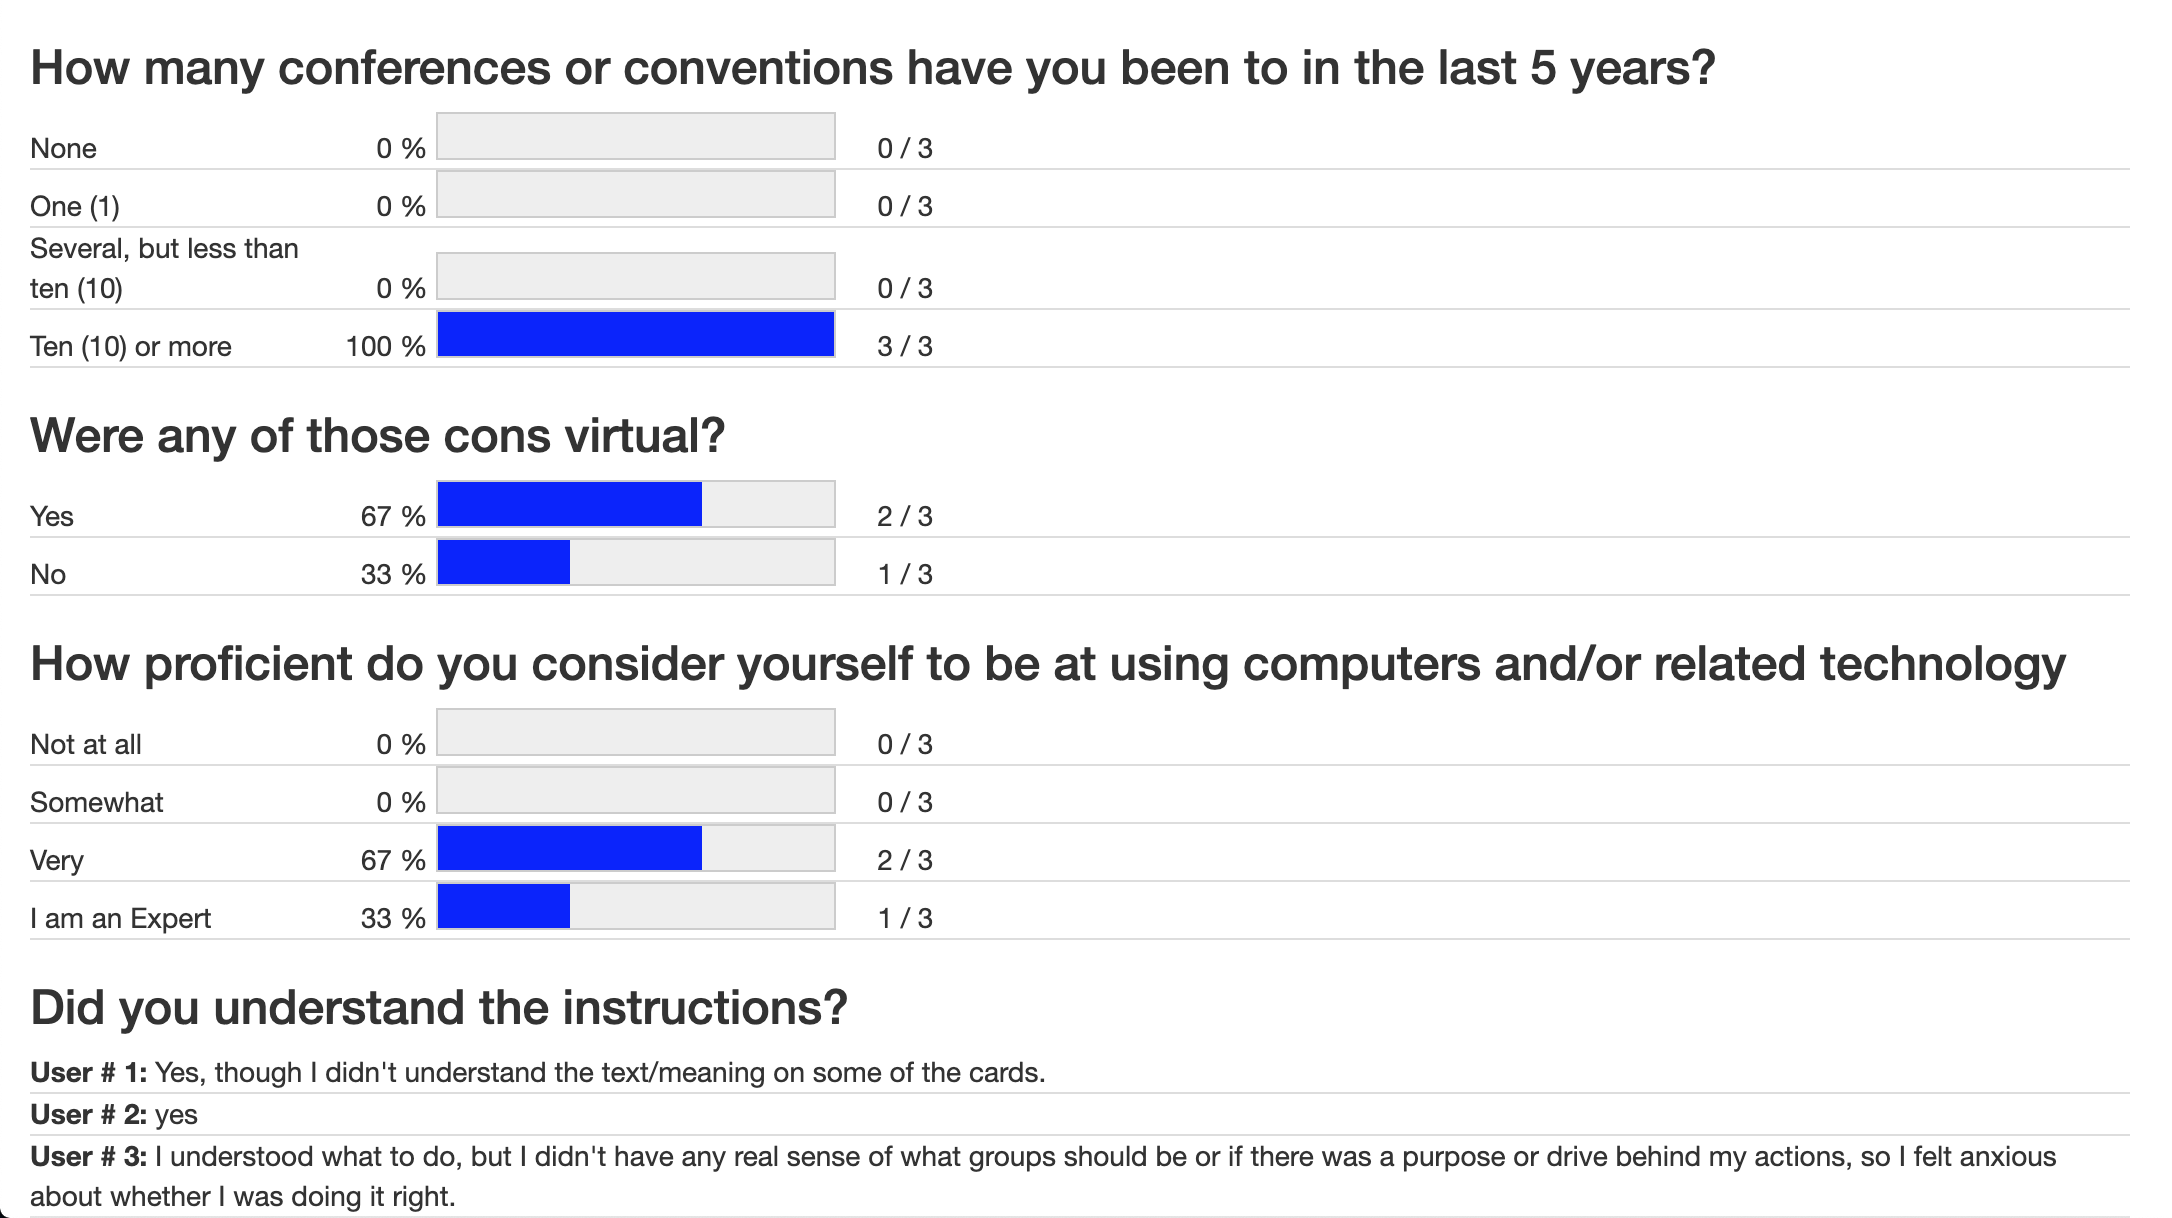 How many conferences or conventions have you been to in the last 5 years?
None 0 % 0 / 3
One (1) 0 % 0 / 3
Several, but less than
ten (10) 0 % 0 / 3
Ten (10) or more 100 % 3 / 3
Were any of those cons virtual?
Yes 67 % 2 / 3
No 33 % 1 / 3
How proficient do you consider yourself to be at using computers and/or related technology
Not at all 0 % 0 / 3
Somewhat 0 % 0 / 3
Very 67 % 2 / 3
I am an Expert 33 % 1 / 3
Did you understand the instructions?
User # 1: Yes, though I didn't understand the text/meaning on some of the cards.
User # 2: yes
User # 3: I understood what to do, but I didn't have any real sense of what groups should be or if there was a purpose or drive behind my actions, so I felt anxious
about whether I was doing it right.